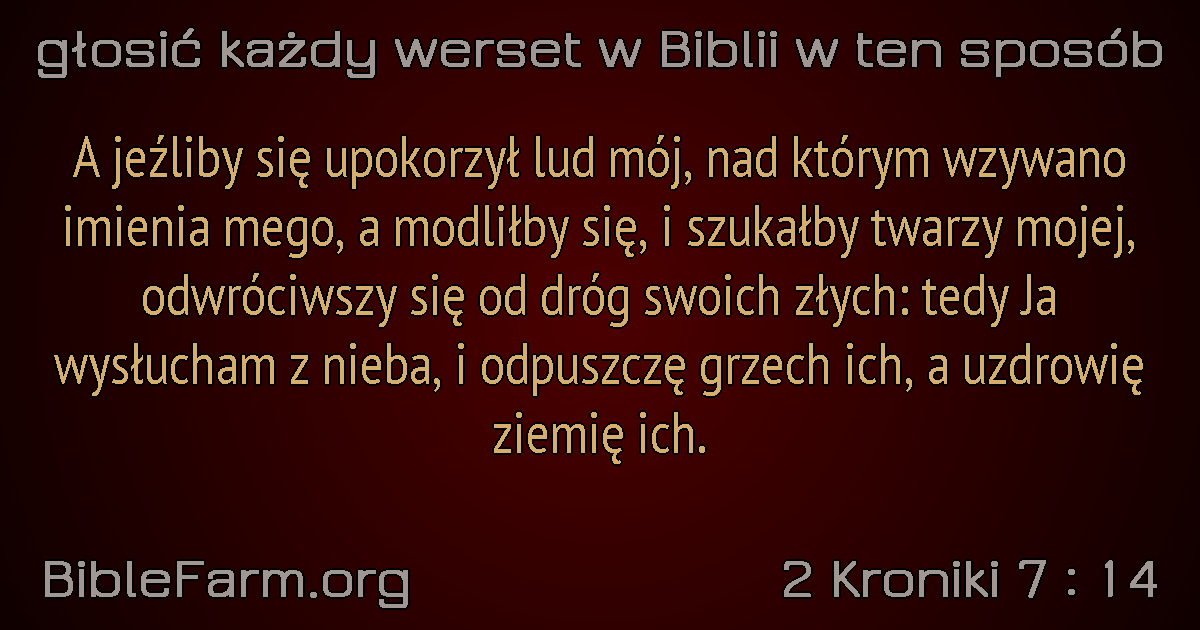 głosić każdy werset w Biblii w ten sposób
A jeźliby się upokorzył lud mój, nad którym wzywano
imienia mego, a modliłby się, i szukałby twarzy mojej,
odwróciwszy się od dróg swoich złych: tedy Ja
wysłucham z nieba, i odpuszczę grzech ich, a uzdrowię
ziemię ich.
BibleFarm.org
2 Kroniki 7 : 14